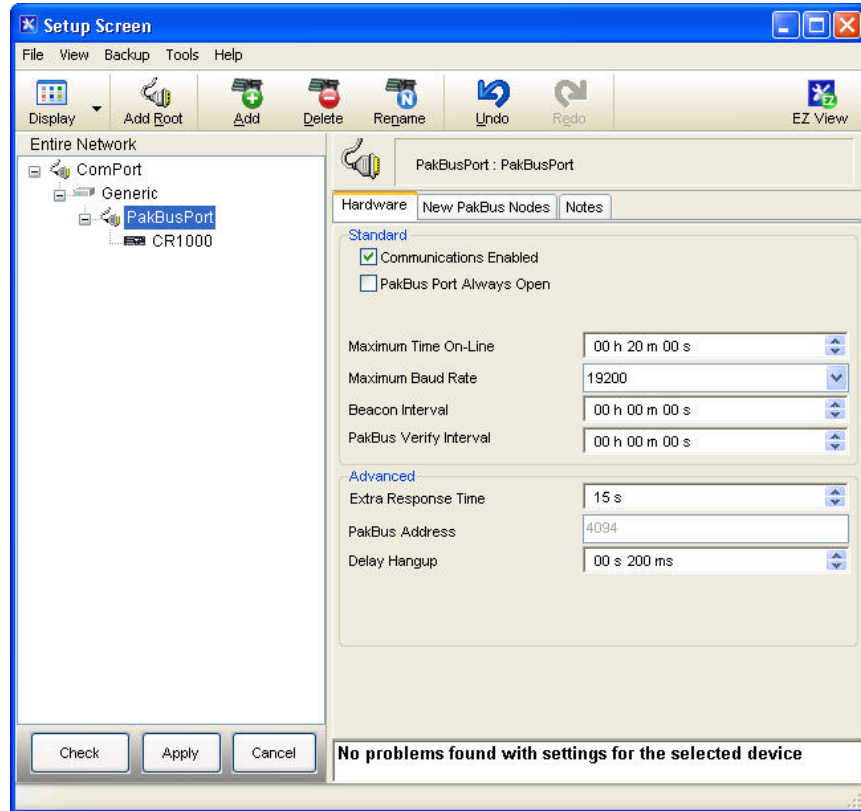 Setup Screen
File View Backup Tools Help
Display Add Root Add Delete Rename Undo Redo EZ View
Entire Network
ComPort
Generic
PakBusPort
CR1000
PakBusPort : PakBusPort
Hardware New PakBus Nodes Notes
Standard
Communications Enabled
PakBus Port Always Open
Maximum Time On-Line 00 h 20 m 00 s
Maximum Baud Rate 19200
Beacon Interval 00 h 00 m 00 s
PakBus Verify Interval 00 h 00 m 00 s
Advanced
Extra Response Time 15 s
PakBus Address 4094
Delay Hangup 00 s 200 ms
Check Apply Cancel
No problems found with settings for the selected device